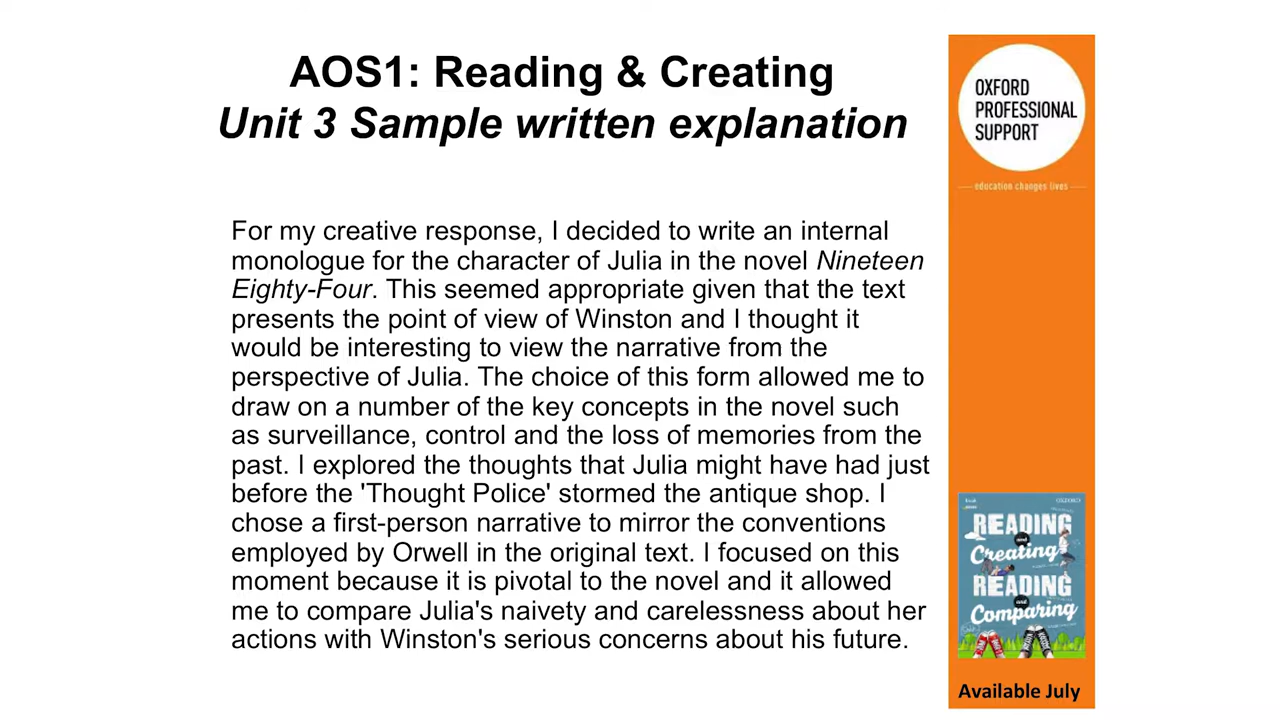 AOS1: Reading & Creating
Unit 3 Sample written explanation
For my creative response, I decided to write an internal
monologue for the character of Julia in the novel Nineteen
Eighty-Four. This seemed appropriate given that the text
presents the point of view of Winston and I thought it
would be interesting to view the narrative from the
perspective of Julia. The choice of this form allowed me to
draw on a number of the key concepts in the novel such
as surveillance, control and the loss of memories from the
past. I explored the thoughts that Julia might have had just
before the 'Thought Police' stormed the antique shop. I
chose a first-person narrative to mirror the conventions
employed by Orwell in the original text. I focused on this
moment because it is pivotal to the novel and it allowed
me to compare Julia's naivety and carelessness about her
actions with Winston's serious concerns about his future.
OXFORD
PROFESSIONAL
SUPPORT
education changes lives
OXFORD
READING
and
Creating
READING
and
Comparing
Available July